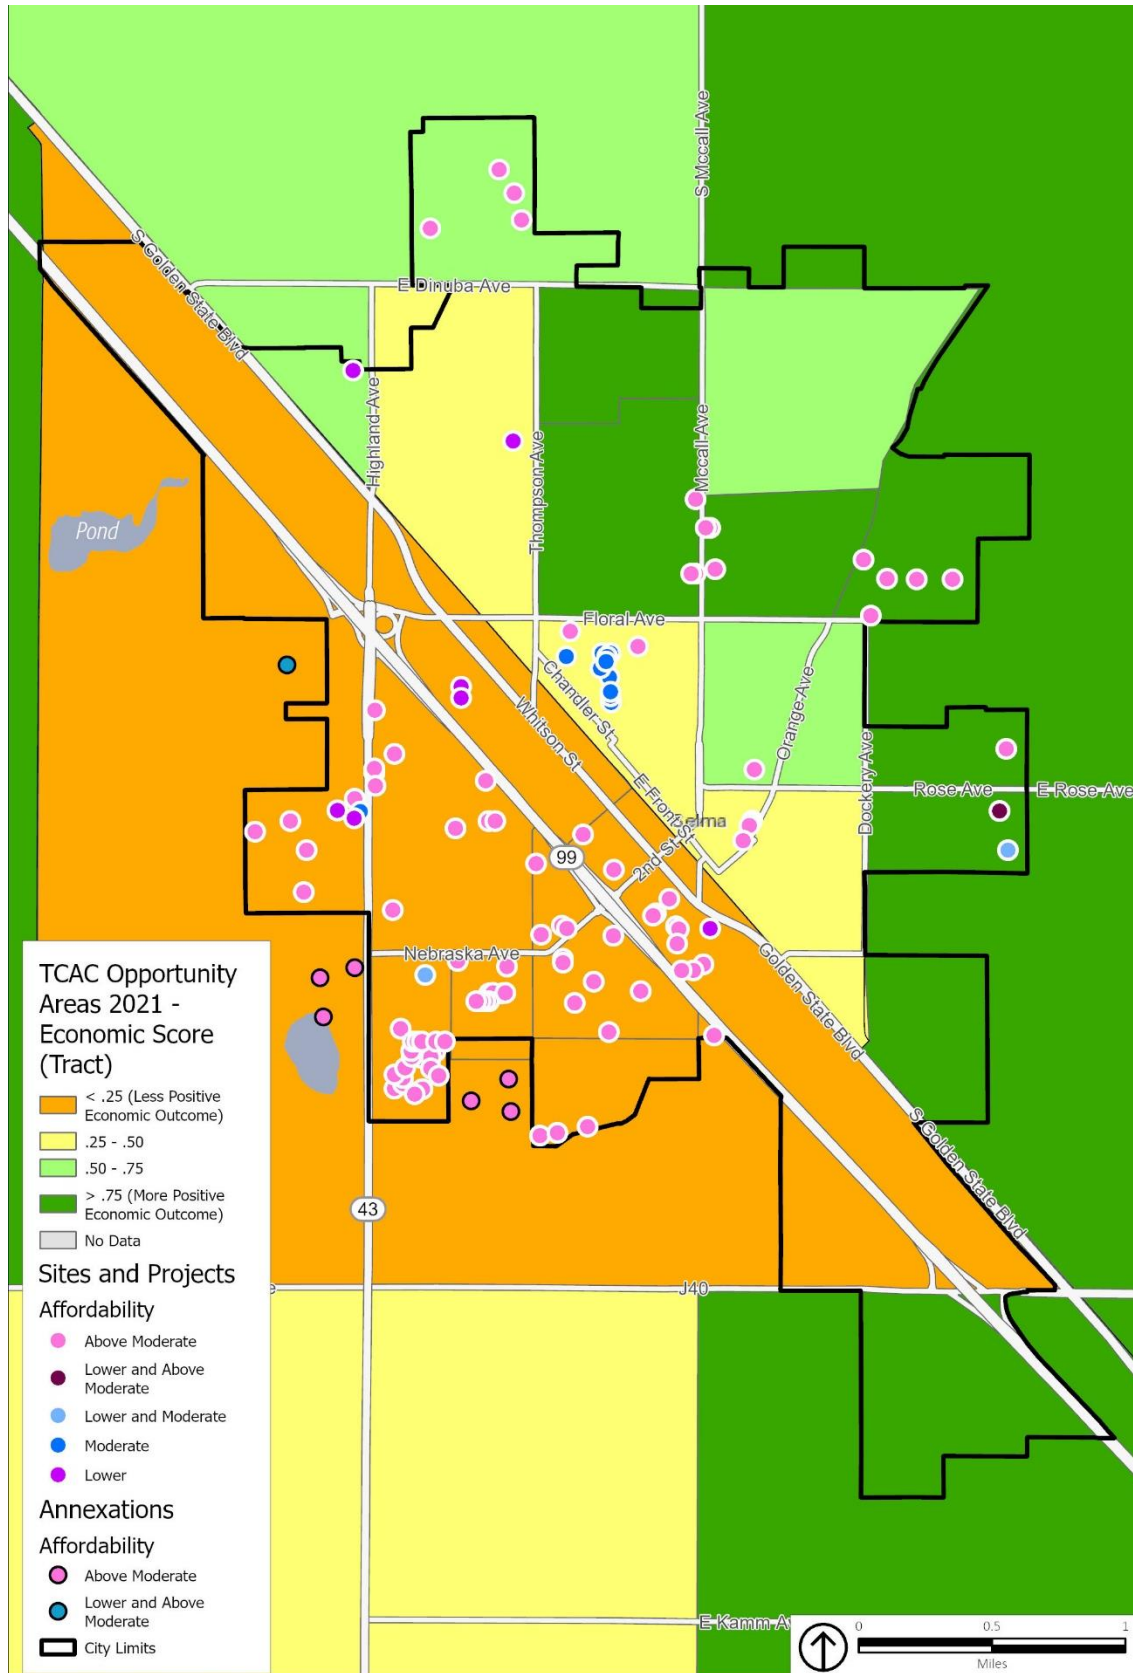 S Mccall Ave
S Golden State Blvd
E Dinuba Ave
Highland Ave
Thompson Ave
Mccall Ave
Pond
Floral Ave
Chandler St
Whitson St
Orange Ave
E Front St
Dockery Ave
Rose Ave
E Rose Ave
Selma
2nd St
99
Nebraska Ave
Golden State Blvd
S Golden State Blvd
43
J40
E Kamm Av
TCAC Opportunity
Areas 2021 -
Economic Score
(Tract)
< .25 (Less Positive
Economic Outcome)
.25 - .50
.50 - .75
> .75 (More Positive
Economic Outcome)
No Data
Sites and Projects
Affordability
Above Moderate
Lower and Above
Moderate
Lower and Moderate
Moderate
Lower
Annexations
Affordability
Above Moderate
Lower and Above
Moderate
City Limits
0 0.5 1
Miles